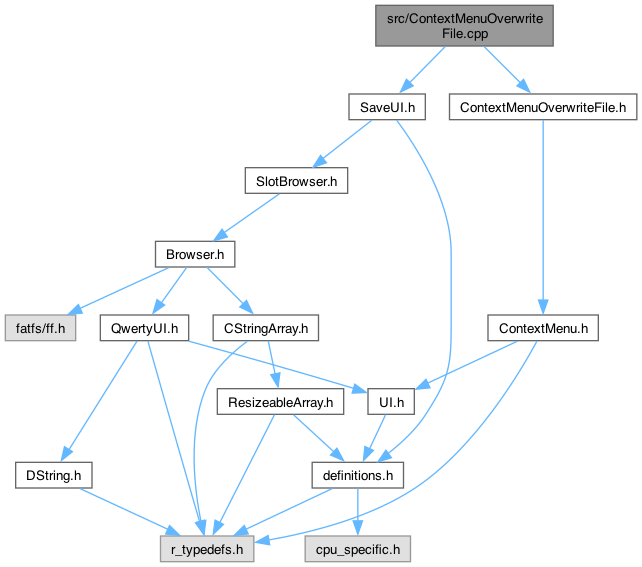 src/ContextMenuOverwrite
File.cpp
SaveUI.h
ContextMenuOverwriteFile.h
SlotBrowser.h
Browser.h
fatfs/ff.h
QwertyUI.h
CStringArray.h
ContextMenu.h
ResizeableArray.h
UI.h
DString.h
definitions.h
r_typedefs.h
cpu_specific.h